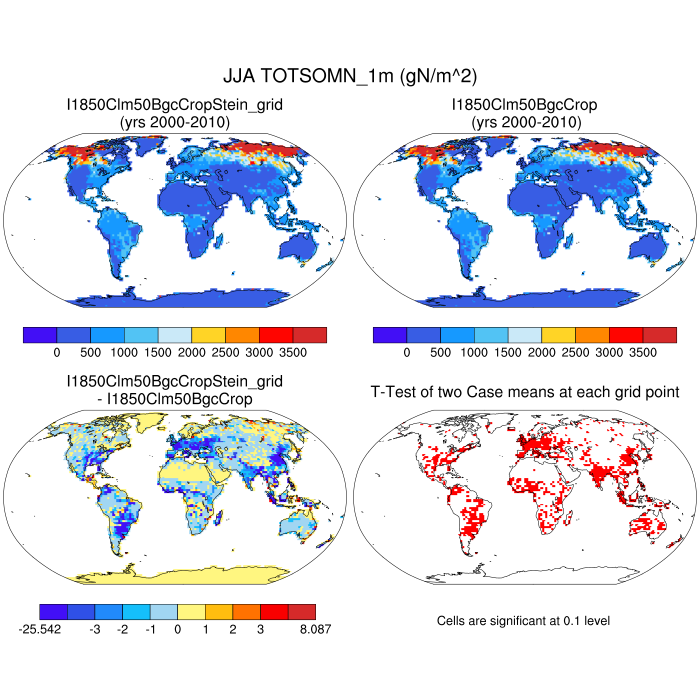 JJA TOTSOMN_1m (gN/m^2)
I1850Clm50BgcCropStein_grid
(yrs 2000-2010)
I1850Clm50BgcCrop
(yrs 2000-2010)
0 500 1000 1500 2000 2500 3000 3500
0 500 1000 1500 2000 2500 3000 3500
I1850Clm50BgcCropStein_grid
- I1850Clm50BgcCrop
T-Test of two Case means at each grid point
-25.542 -3 -2 -1 0 1 2 3 8.087
Cells are significant at 0.1 level